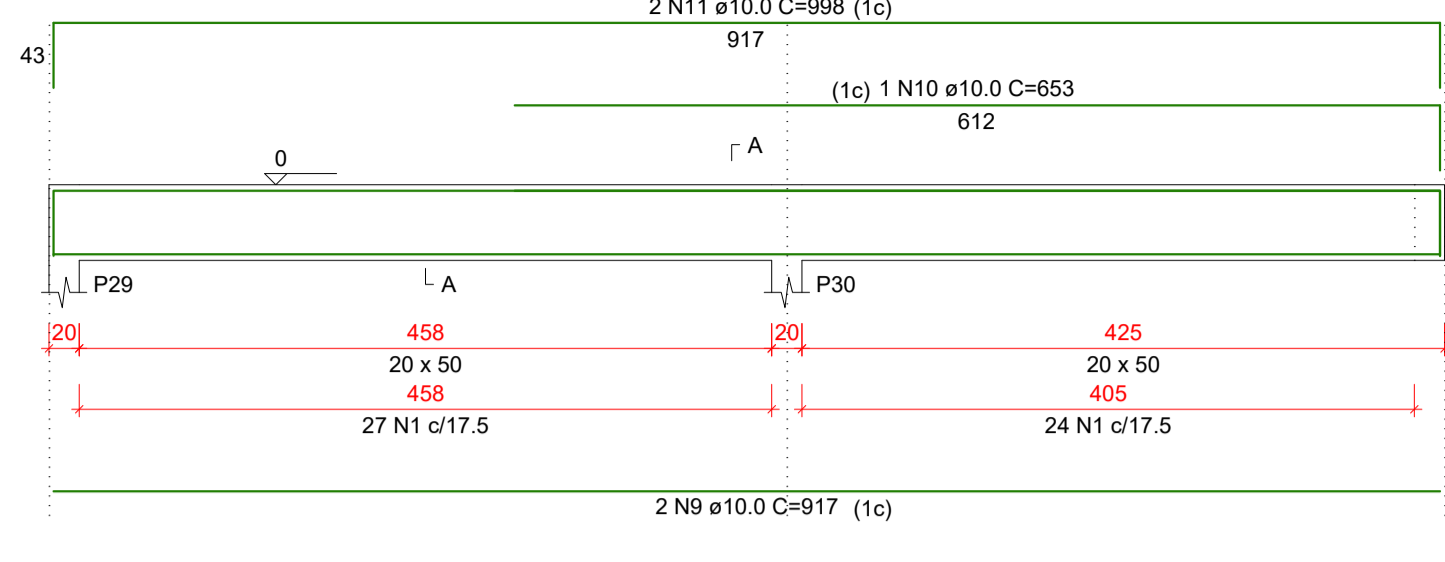 2 N11 ø10.0 C=998 (1c)
917
43
(1c) 1 N10 ø10.0 C=653
612
A
0
P29
A
P30
20 458 20 425
20 x 50 20 x 50
458 405
27 N1 c/17.5 24 N1 c/17.5
2 N9 ø10.0 C=917 (1c)